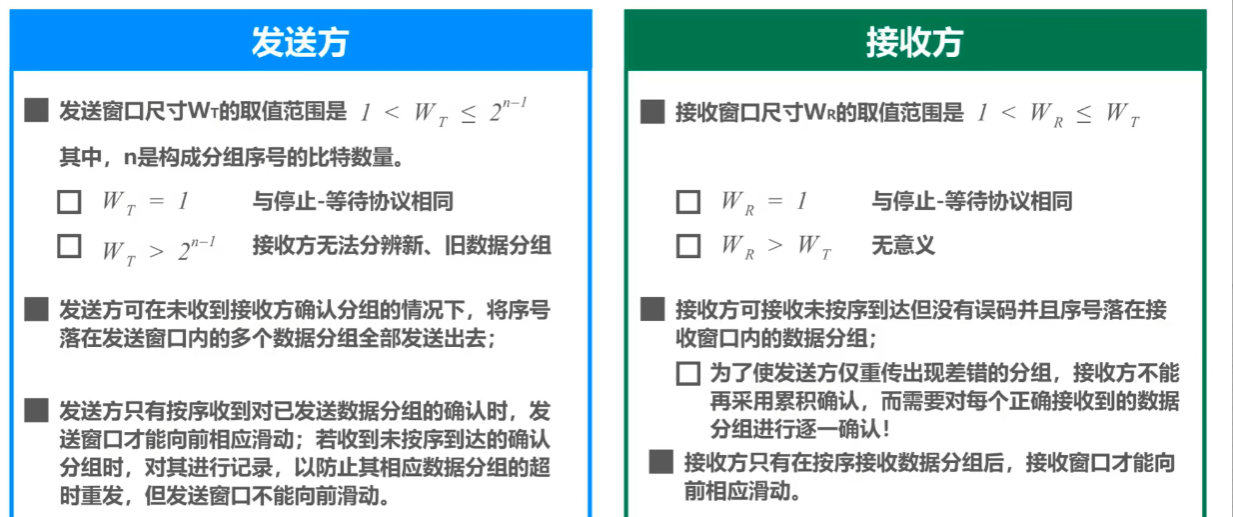 发送方
发送窗口尺寸WT的取值范围是 1 < W_T ≤ 2^{n-1}
其中，n是构成分组序号的比特数量。
W_T = 1 与停止-等待协议相同
W_T > 2^{n-1} 接收方无法分辨新、旧数据分组
发送方可在未收到接收方确认分组的情况下，将序号
落在发送窗口内的多个数据分组全部发送出去；
发送方只有按序收到对已发送数据分组的确认时，发
送窗口才能向前相应滑动；若收到未按序到达的确认
分组时，对其进行记录，以防止其相应数据分组的超
时重发，但发送窗口不能向前滑动。
接收方
接收窗口尺寸WR的取值范围是 1 < W_R ≤ W_T
W_R = 1 与停止-等待协议相同
W_R > W_T 无意义
接收方可接收未按序到达但没有误码并且序号落在接
收窗口内的数据分组；
为了使发送方仅重传出现差错的分组，接收方不能
再采用累积确认，而需要对每个正确接收到的数据
分组进行逐一确认！
接收方只有在按序接收数据分组后，接收窗口才能向
前相应滑动。